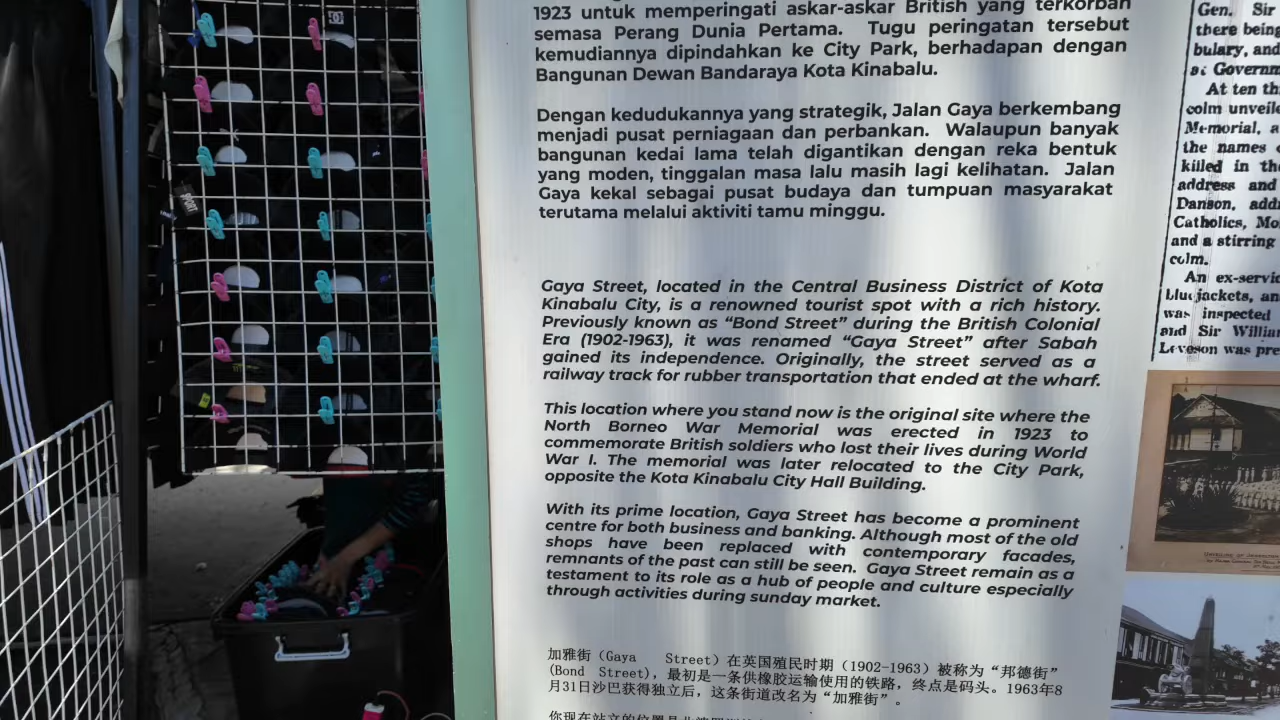 1923 untuk memperingati askar-askar British yang terkorban
semasa Perang Dunia Pertama. Tugu peringatan tersebut
kemudiannya dipindahkan ke City Park, berhadapan dengan
Bangunan Dewan Bandaraya Kota Kinabalu.
Dengan kedudukannya yang strategik, Jalan Gaya berkembang
menjadi pusat perniagaan dan perbankan. Walaupun banyak
bangunan kedai lama telah digantikan dengan reka bentuk
yang moden, tinggalan masa lalu masih lagi kelihatan. Jalan
Gaya kekal sebagai pusat budaya dan tumpuan masyarakat
terutama melalui aktiviti tamu minggu.
Gaya Street, located in the Central Business District of Kota
Kinabalu City, is a renowned tourist spot with a rich history.
Previously known as “Bond Street” during the British Colonial
Era (1902-1963), it was renamed “Gaya Street” after Sabah
gained its independence. Originally, the street served as a
railway track for rubber transportation that ended at the wharf.
This location where you stand now is the original site where the
North Borneo War Memorial was erected in 1923 to
commemorate British soldiers who lost their lives during World
War I. The memorial was later relocated to the City Park,
opposite the Kota Kinabalu City Hall Building.
With its prime location, Gaya Street has become a prominent
centre for both business and banking. Although most of the old
shops have been replaced with contemporary facades,
remnants of the past can still be seen. Gaya Street remain as a
testament to its role as a hub of people and culture especially
through activities during sunday market.
加雅街（Gaya Street）在英国殖民时期（1902-1963）被称为“邦德街”
（Bond Street），最初是一条供橡胶运输使用的铁路，终点是码头。1963年8
月31日沙巴获得独立后，这条街道改名为“加雅街”。
Gen. Sir
there being
bulary, and
At ten
colm
Memorial,
the names
killed in
address and
Danson,
Catholics,
and a stirring
colm.
An
was inspected
and Sir
Leveson was